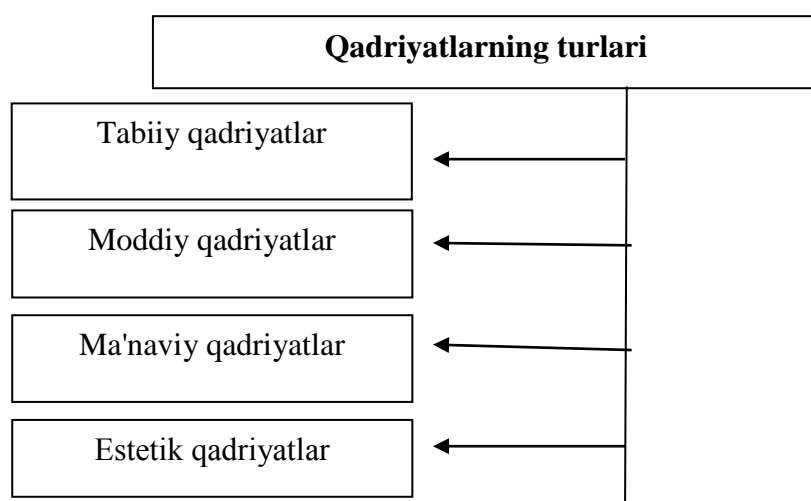 Qadriyatlarning turlari
Tabiiy qadriyatlar
Moddiy qadriyatlar
Ma'naviy qadriyatlar
Estetik qadriyatlar